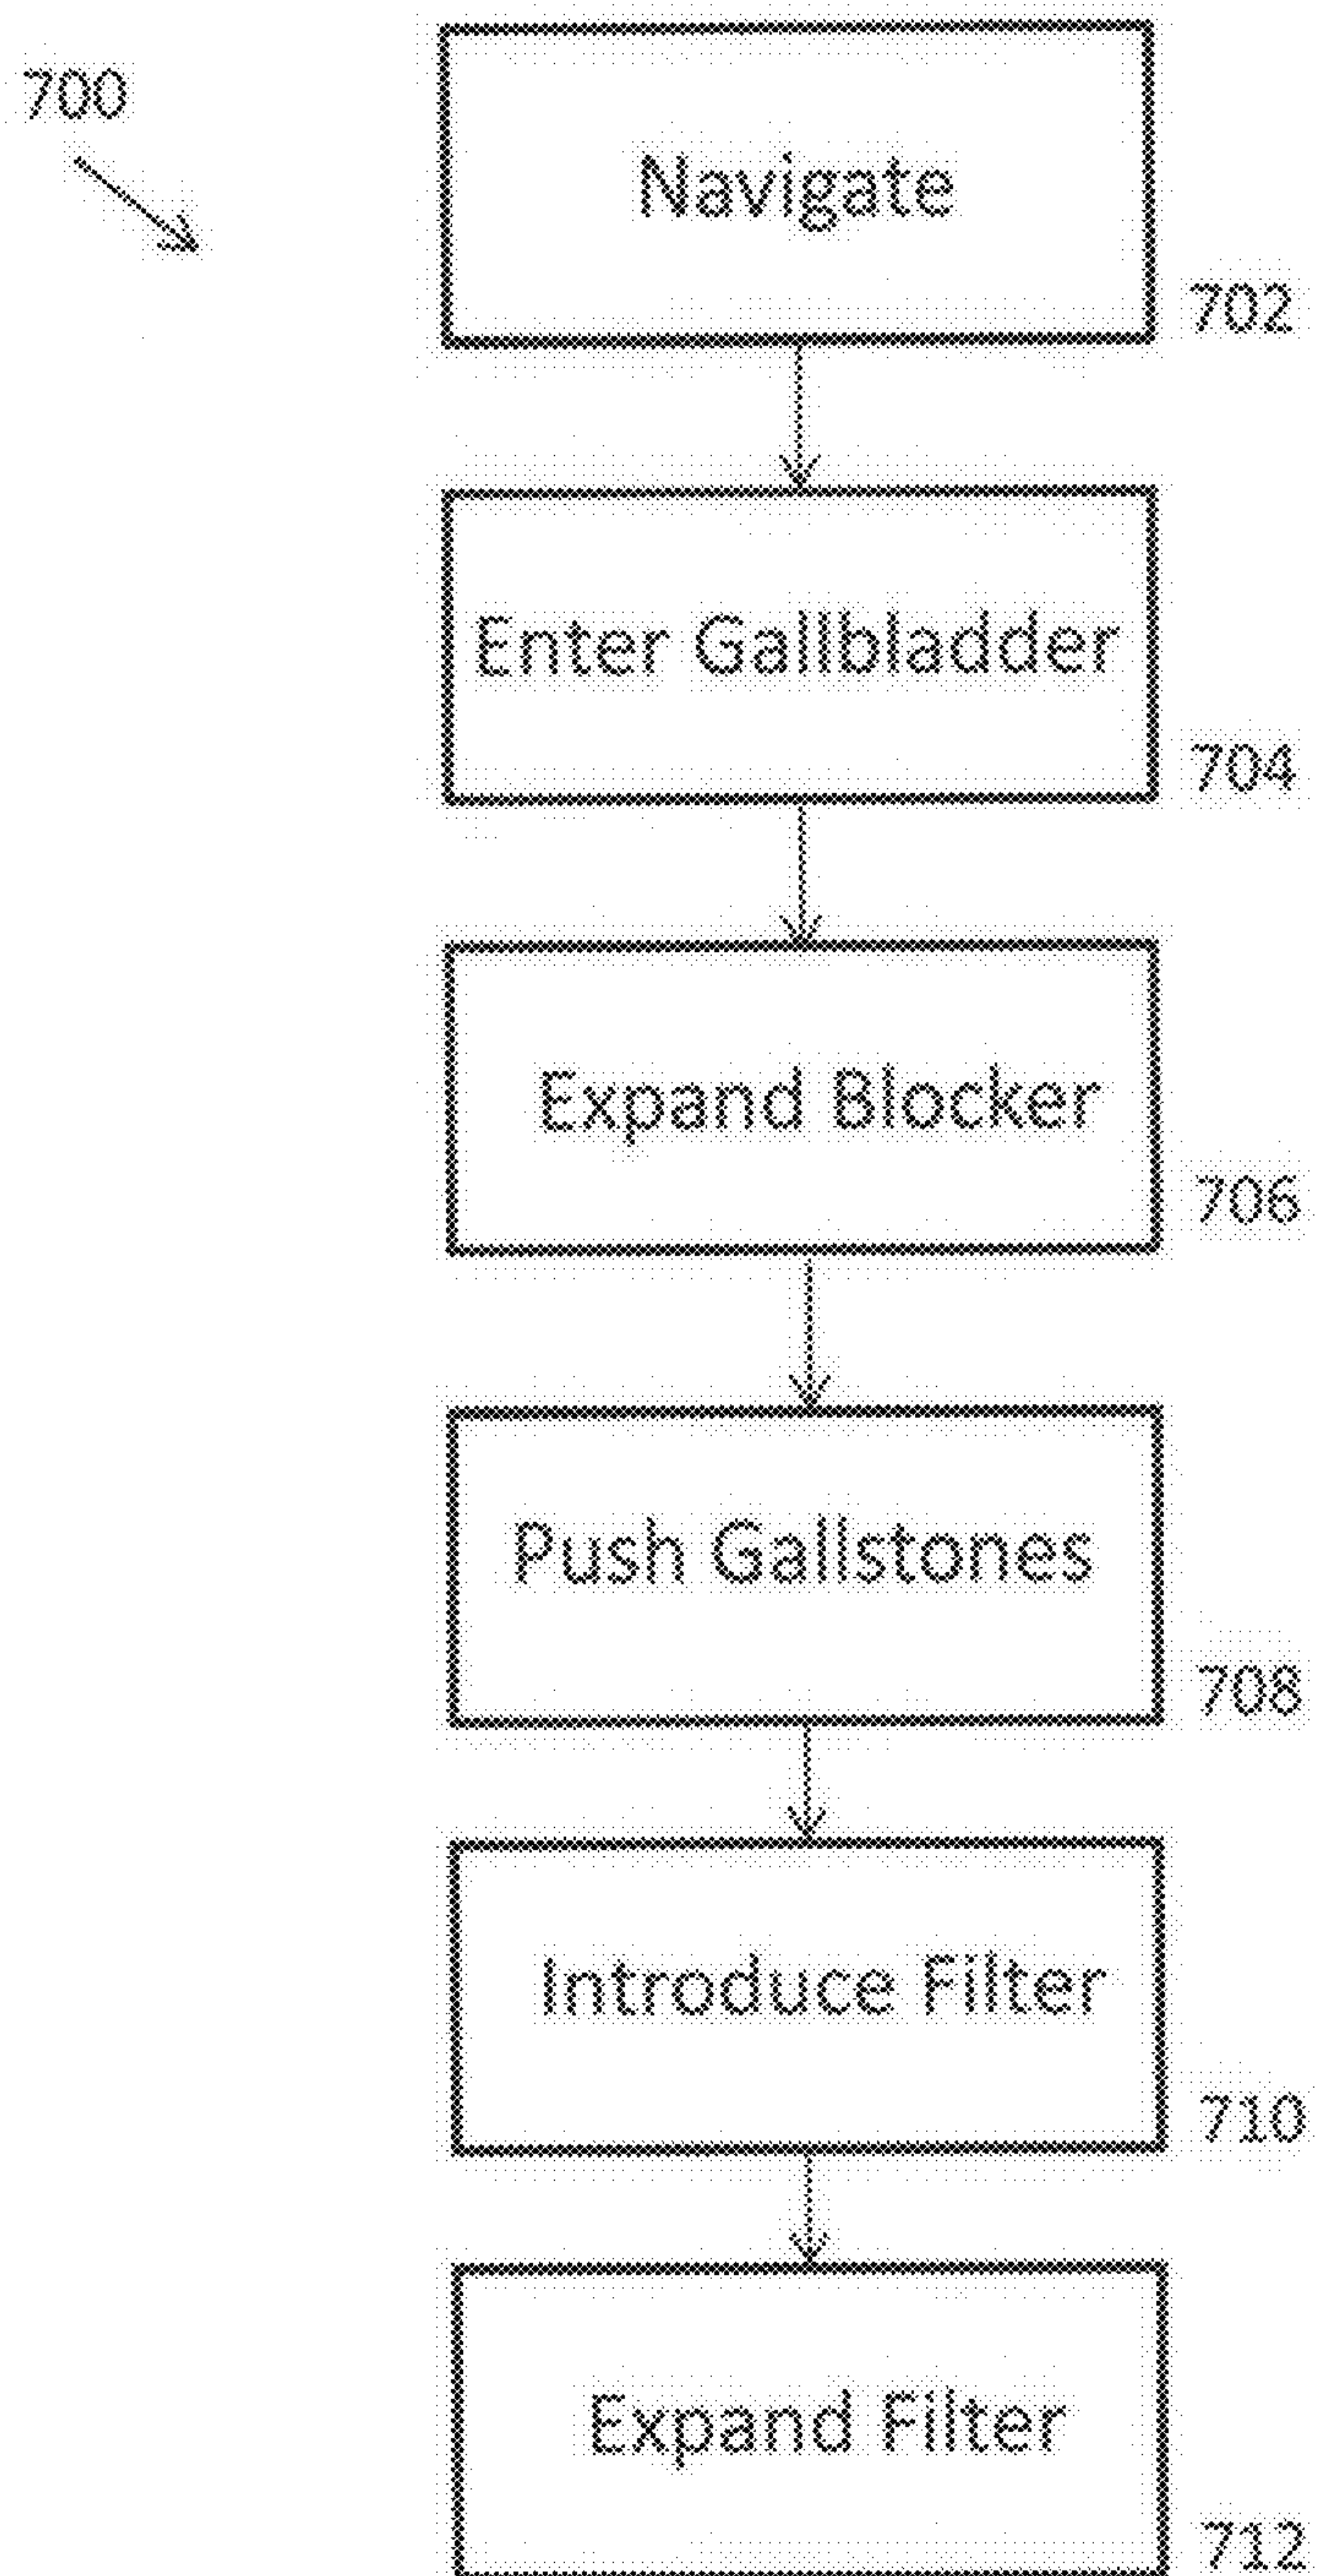 700
Navigate
702
Enter Gallbladder
704
Expand Blocker
706
Push Gallstones
708
Introduce Filter
710
Expand Filter
712